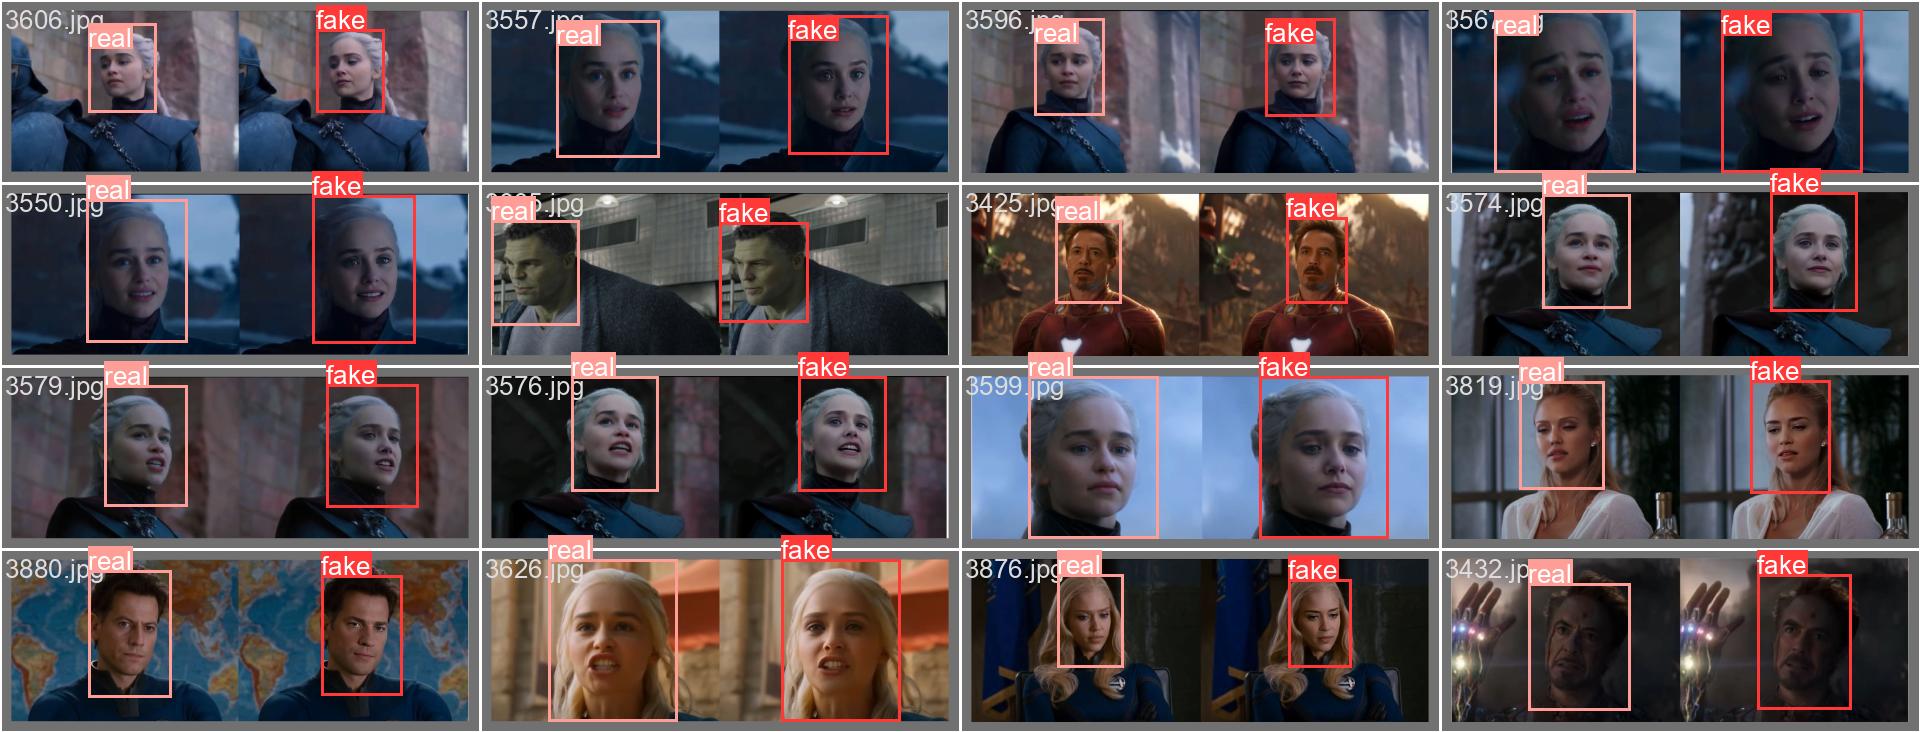 3606.jpg real fake
3557.jpg real fake
3596.jpg real fake
3567 real fake
3550.jpg real fake
real 5.jpg fake
3425.jpg real fake
3574.jpg real fake
3579.jpg real fake
3576.jpg real fake
3599.jpg real fake
3819.jpg real fake
3880.jpg real fake
3626.jpg real fake
3876.jpg real fake
3432.jp real fake